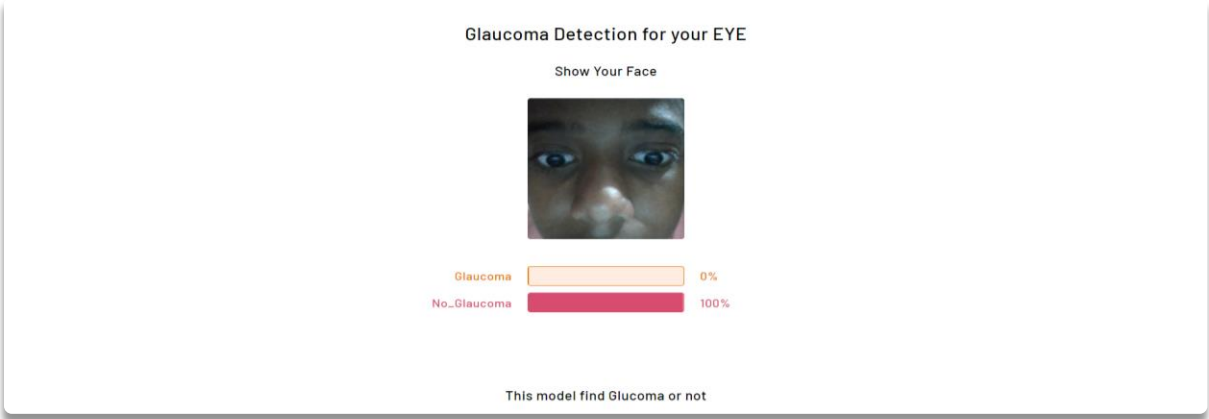 Glaucoma Detection for your EYE
Show Your Face
Glaucoma 0%
No_Glaucoma 100%
This model find Glucoma or not